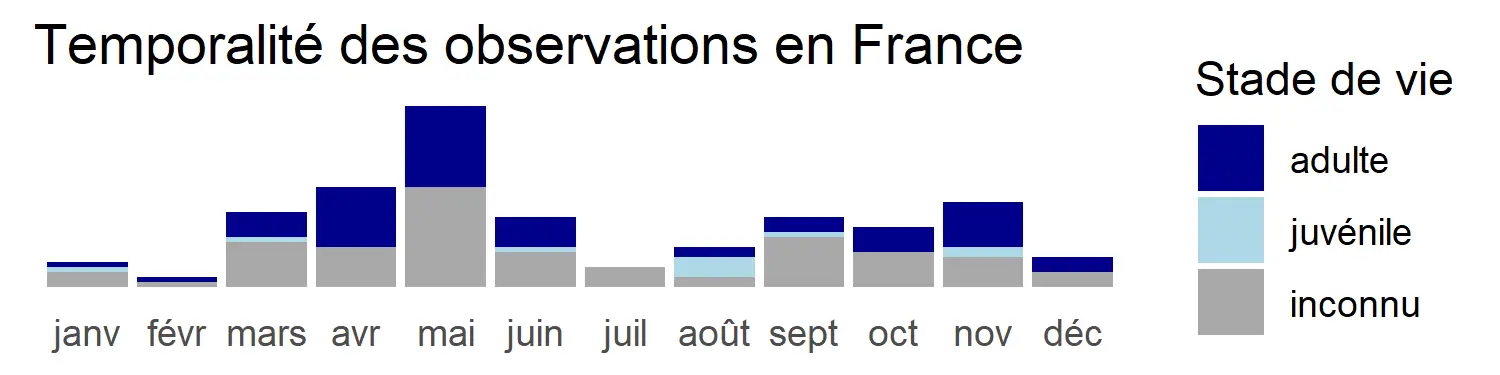 Temporalité des observations en France
Stade de vie
adulte
juvénile
inconnu
janv févr mars avr mai juin juil août sept oct nov déc